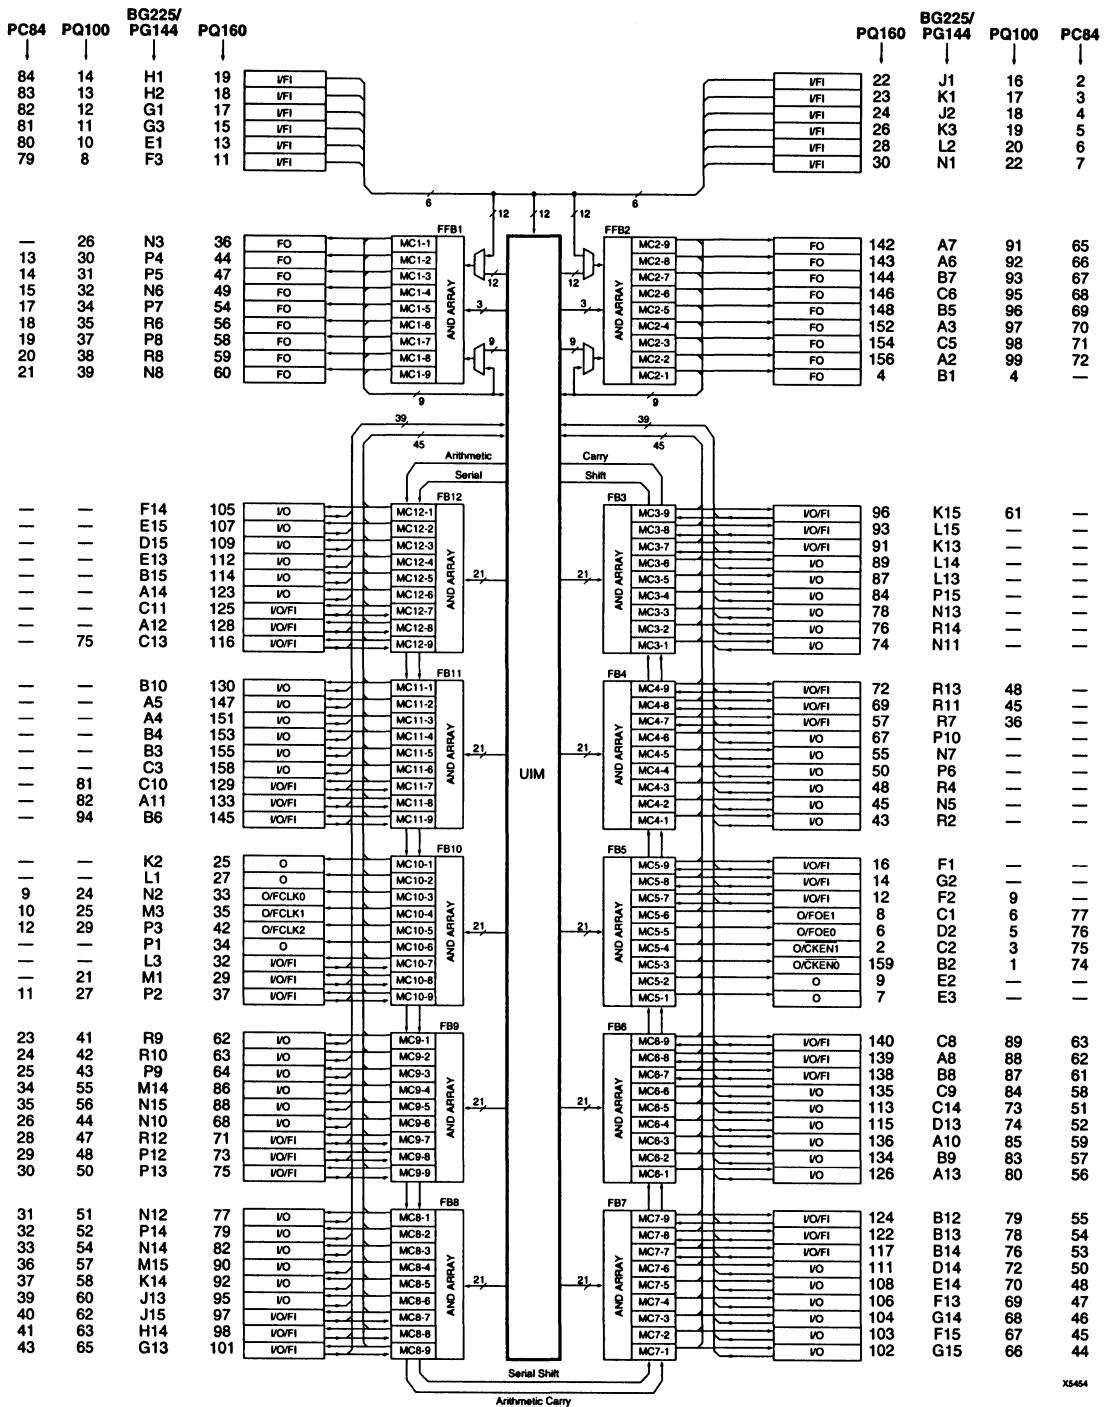 BG225/ BG225/
PC84 PQ100 PG144 PQ160 PQ160 PG144 PQ100 PC84
84 14 H1 19 I/FI I/FI 22 J1 16 2
83 13 H2 18 I/FI I/FI 23 K1 17 3
82 12 G1 17 I/FI I/FI 24 J2 18 4
81 11 G3 15 I/FI I/FI 26 K3 19 5
80 10 E1 13 I/FI I/FI 28 L2 20 6
79 8 F3 11 I/FI I/FI 30 N1 22 7
6 6
12 12 12
FFB1 FFB2
— 26 N3 36 FO MC1-1 MC2-9 FO 142 A7 91 65
13 30 P4 44 FO MC1-2 MC2-8 FO 143 A6 92 66
14 31 P5 47 FO MC1-3 MC2-7 FO 144 B7 93 67
15 32 N6 49 FO MC1-4 MC2-6 FO 146 C6 95 68
17 34 P7 54 FO MC1-5 MC2-5 FO 148 B5 96 69
18 35 R6 56 FO MC1-6 MC2-4 FO 152 A3 97 70
19 37 P8 58 FO MC1-7 MC2-3 FO 154 C5 98 71
20 38 R8 59 FO MC1-8 MC2-2 FO 156 A2 99 72
21 39 N8 60 FO MC1-9 MC2-1 FO 4 B1 4 —
AND ARRAY AND ARRAY
12 12
3 3
9 9
9 9
39 39
45 45
Arithmetic Carry
Serial Shift
FB12 FB3
— — F14 105 I/O MC12-1 MC3-9 I/O/FI 96 K15 61 —
— — E15 107 I/O MC12-2 MC3-8 I/O/FI 93 L15 — —
— — D15 109 I/O MC12-3 MC3-7 I/O/FI 91 K13 — —
— — E13 112 I/O MC12-4 MC3-6 I/O 89 L14 — —
— — B15 114 I/O MC12-5 MC3-5 I/O 87 L13 — —
— — A14 123 I/O MC12-6 MC3-4 I/O 84 P15 — —
— — C11 125 I/O/FI MC12-7 MC3-3 I/O 78 N13 — —
— — A12 128 I/O/FI MC12-8 MC3-2 I/O 76 R14 — —
— 75 C13 116 I/O/FI MC12-9 MC3-1 I/O 74 N11 — —
AND ARRAY 21 21 AND ARRAY
FB11 FB4
— — B10 130 I/O MC11-1 MC4-9 I/O/FI 72 R13 48 —
— — A5 147 I/O MC11-2 MC4-8 I/O/FI 69 R11 45 —
— — A4 151 I/O MC11-3 MC4-7 I/O/FI 57 R7 36 —
— — B4 153 I/O MC11-4 MC4-6 I/O 67 P10 — —
— — B3 155 I/O MC11-5 MC4-5 I/O 55 N7 — —
— — C3 158 I/O MC11-6 MC4-4 I/O 50 P6 — —
— 81 C10 129 I/O/FI MC11-7 MC4-3 I/O 48 R4 — —
— 82 A11 133 I/O/FI MC11-8 MC4-2 I/O 45 N5 — —
— 94 B6 145 I/O/FI MC11-9 MC4-1 I/O 43 R2 — —
AND ARRAY 21 21 AND ARRAY
UIM
FB10 FB5
— — K2 25 O MC10-1 MC5-9 I/O/FI 16 F1 — —
— — L1 27 O MC10-2 MC5-8 I/O/FI 14 G2 — —
9 24 N2 33 O/FCLK0 MC10-3 MC5-7 I/O/FI 12 F2 9 —
10 25 M3 35 O/FCLK1 MC10-4 MC5-6 O/FOE1 8 C1 6 77
12 29 P3 42 O/FCLK2 MC10-5 MC5-5 O/FOE0 6 D2 5 76
— — P1 34 O MC10-6 MC5-4 O/CKEN1 2 C2 3 75
— — L3 32 I/O/FI MC10-7 MC5-3 O/CKEN0 159 B2 1 74
— 21 M1 29 I/O/FI MC10-8 MC5-2 O 9 E2 — —
11 27 P2 37 I/O/FI MC10-9 MC5-1 O 7 E3 — —
AND ARRAY 21 21 AND ARRAY
FB9 FB6
23 41 R9 62 I/O MC9-1 MC6-9 I/O/FI 140 C8 89 63
24 42 R10 63 I/O MC9-2 MC6-8 I/O/FI 139 A8 88 62
25 43 P9 64 I/O MC9-3 MC6-7 I/O/FI 138 B8 87 61
34 55 M14 86 I/O MC9-4 MC6-6 I/O 135 C9 84 58
35 56 N15 88 I/O MC9-5 MC6-5 I/O 113 C14 73 51
26 44 N10 68 I/O MC9-6 MC6-4 I/O 115 D13 74 52
28 47 R12 71 I/O/FI MC9-7 MC6-3 I/O 136 A10 85 59
29 48 P12 73 I/O/FI MC9-8 MC6-2 I/O 134 B9 83 57
30 50 P13 75 I/O/FI MC9-9 MC6-1 I/O 126 A13 80 56
AND ARRAY 21 21 AND ARRAY
FB8 FB7
31 51 N12 77 I/O MC8-1 MC7-9 I/O/FI 124 B12 79 55
32 52 P14 79 I/O MC8-2 MC7-8 I/O/FI 122 B13 78 54
33 54 N14 82 I/O MC8-3 MC7-7 I/O/FI 117 B14 76 53
36 57 M15 90 I/O MC8-4 MC7-6 I/O 111 D14 72 50
37 58 K14 92 I/O MC8-5 MC7-5 I/O 108 E14 70 48
39 60 J13 95 I/O MC8-6 MC7-4 I/O 106 F13 69 47
40 62 J15 97 I/O/FI MC8-7 MC7-3 I/O 104 G14 68 46
41 63 H14 98 I/O/FI MC8-8 MC7-2 I/O 103 F15 67 45
43 65 G13 101 I/O/FI MC8-9 MC7-1 I/O 102 G15 66 44
AND ARRAY 21 21 AND ARRAY
Serial Shift
Arithmetic Carry
X5454